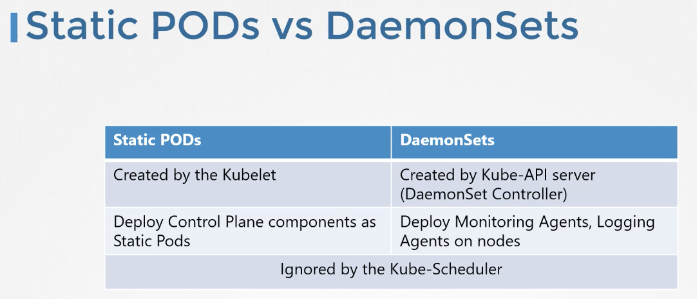 Static PODs vs DaemonSets
Static PODs
DaemonSets
Created by the Kubelet
Created by Kube-API server
(DaemonSet Controller)
Deploy Control Plane components as
Static Pods
Deploy Monitoring Agents, Logging
Agents on nodes
Ignored by the Kube-Scheduler